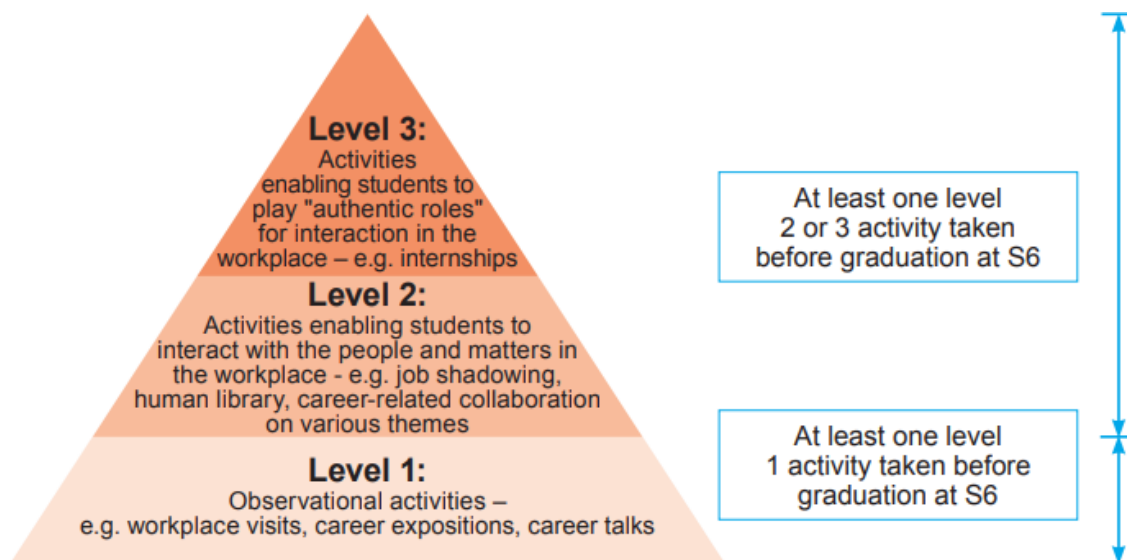 Level 3:
Activities
enabling students to
play "authentic roles"
for interaction in the
workplace – e.g. internships
Level 2:
Activities enabling students to
interact with the people and matters in
the workplace - e.g. job shadowing,
human library, career-related collaboration
on various themes
Level 1:
Observational activities –
e.g. workplace visits, career expositions, career talks
At least one level
2 or 3 activity taken
before graduation at S6
At least one level
1 activity taken before
graduation at S6